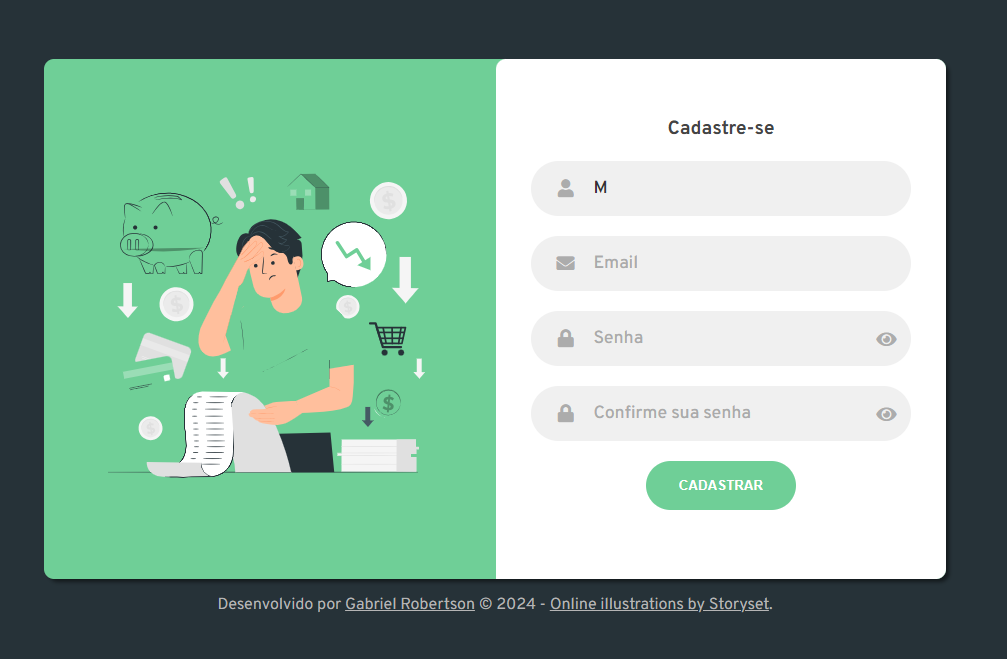 Cadastre-se
M
Email
Senha
Confirme sua senha
CADASTRAR
Desenvolvido por Gabriel Robertson © 2024 - Online illustrations by Storyset.